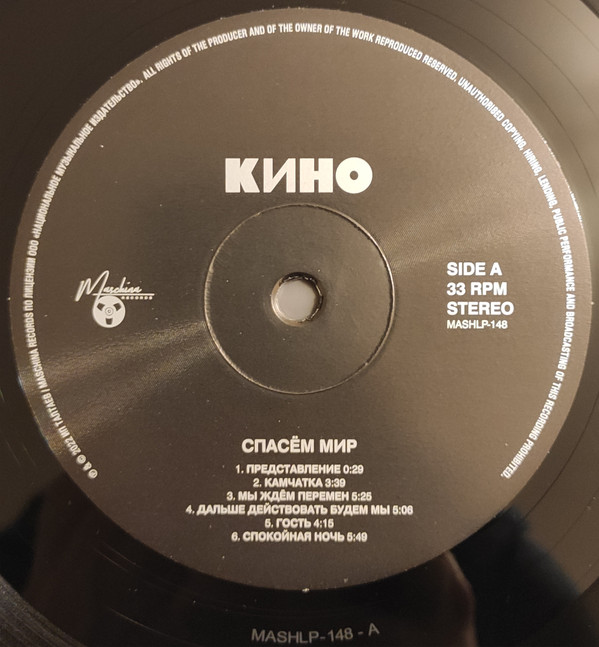 ℗ & © 2022 ИП ТАЛТАЕВ / MASCHINA RECORDS ПО ЛИЦЕНЗИИ ООО «НАЦИОНАЛЬНОЕ МУЗЫКАЛЬНОЕ ИЗДАТЕЛЬСТВО». ALL RIGHTS OF THE PRODUCER AND OF THE OWNER OF THE WORK REPRODUCED RESERVED. UNAUTHORISED COPYING, HIRING, LENDING, PUBLIC PERFORMANCE AND BROADCASTING OF THIS RECORDING PROHIBITED.
КИНО
Maschina
RECORDS
SIDE A
33 RPM
STEREO
MASHLP-148
СПАСЁМ МИР
1. ПРЕДСТАВЛЕНИЕ 0:29
2. КАМЧАТКА 3:39
3. МЫ ЖДЁМ ПЕРЕМЕН 5:25
4. ДАЛЬШЕ ДЕЙСТВОВАТЬ БУДЕМ МЫ 5:06
5. ГОСТЬ 4:15
6. СПОКОЙНАЯ НОЧЬ 5:49
MASHLP-148 - A